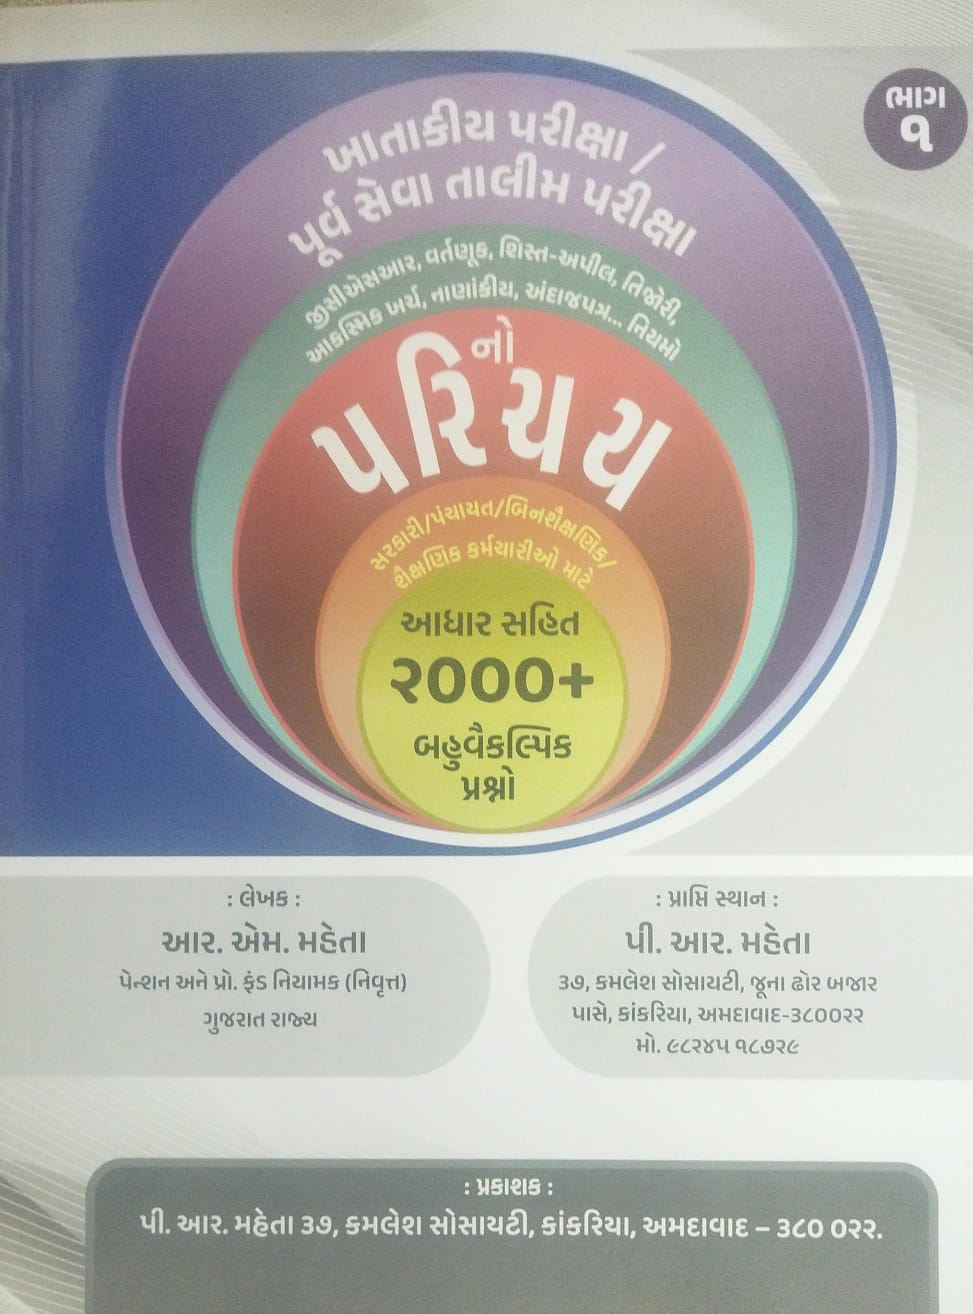 ભાગ
૧
ખાતાકીય પરીક્ષા /
પૂર્વ સેવા તાલીમ પરીક્ષા
જીસીએસઆર, વર્તણૂક, શિસ્ત-અપીલ, તિજોરી,
આકસ્મિક ખર્ચ, નાણાંકીય, અંદાજપત્ર... નિયમો
નો
પરિચય
સરકારી/પંચાયત/બિનશૈક્ષણિક/
શૈક્ષણિક કર્મચારીઓ માટે
આધાર સહિત
૨૦૦૦+
બહુવૈકલ્પિક
પ્રશ્નો
: લેખક :
આર. એમ. મહેતા
પેન્શન અને પ્રો. ફંડ નિયામક (નિવૃત્ત)
ગુજરાત રાજ્ય
: પ્રાપ્તિ સ્થાન :
પી. આર. મહેતા
૩૭, કમલેશ સોસાયટી, જૂના ઢોર બજાર
પાસે, કાંકરિયા, અમદાવાદ-૩૮૦૦૨૨
મો. ૯૮૨૪૫ ૧૮૭૨૯
: પ્રકાશક :
પી. આર. મહેતા ૩૭, કમલેશ સોસાયટી, કાંકરિયા, અમદાવાદ – ૩૮૦ ૦૨૨.